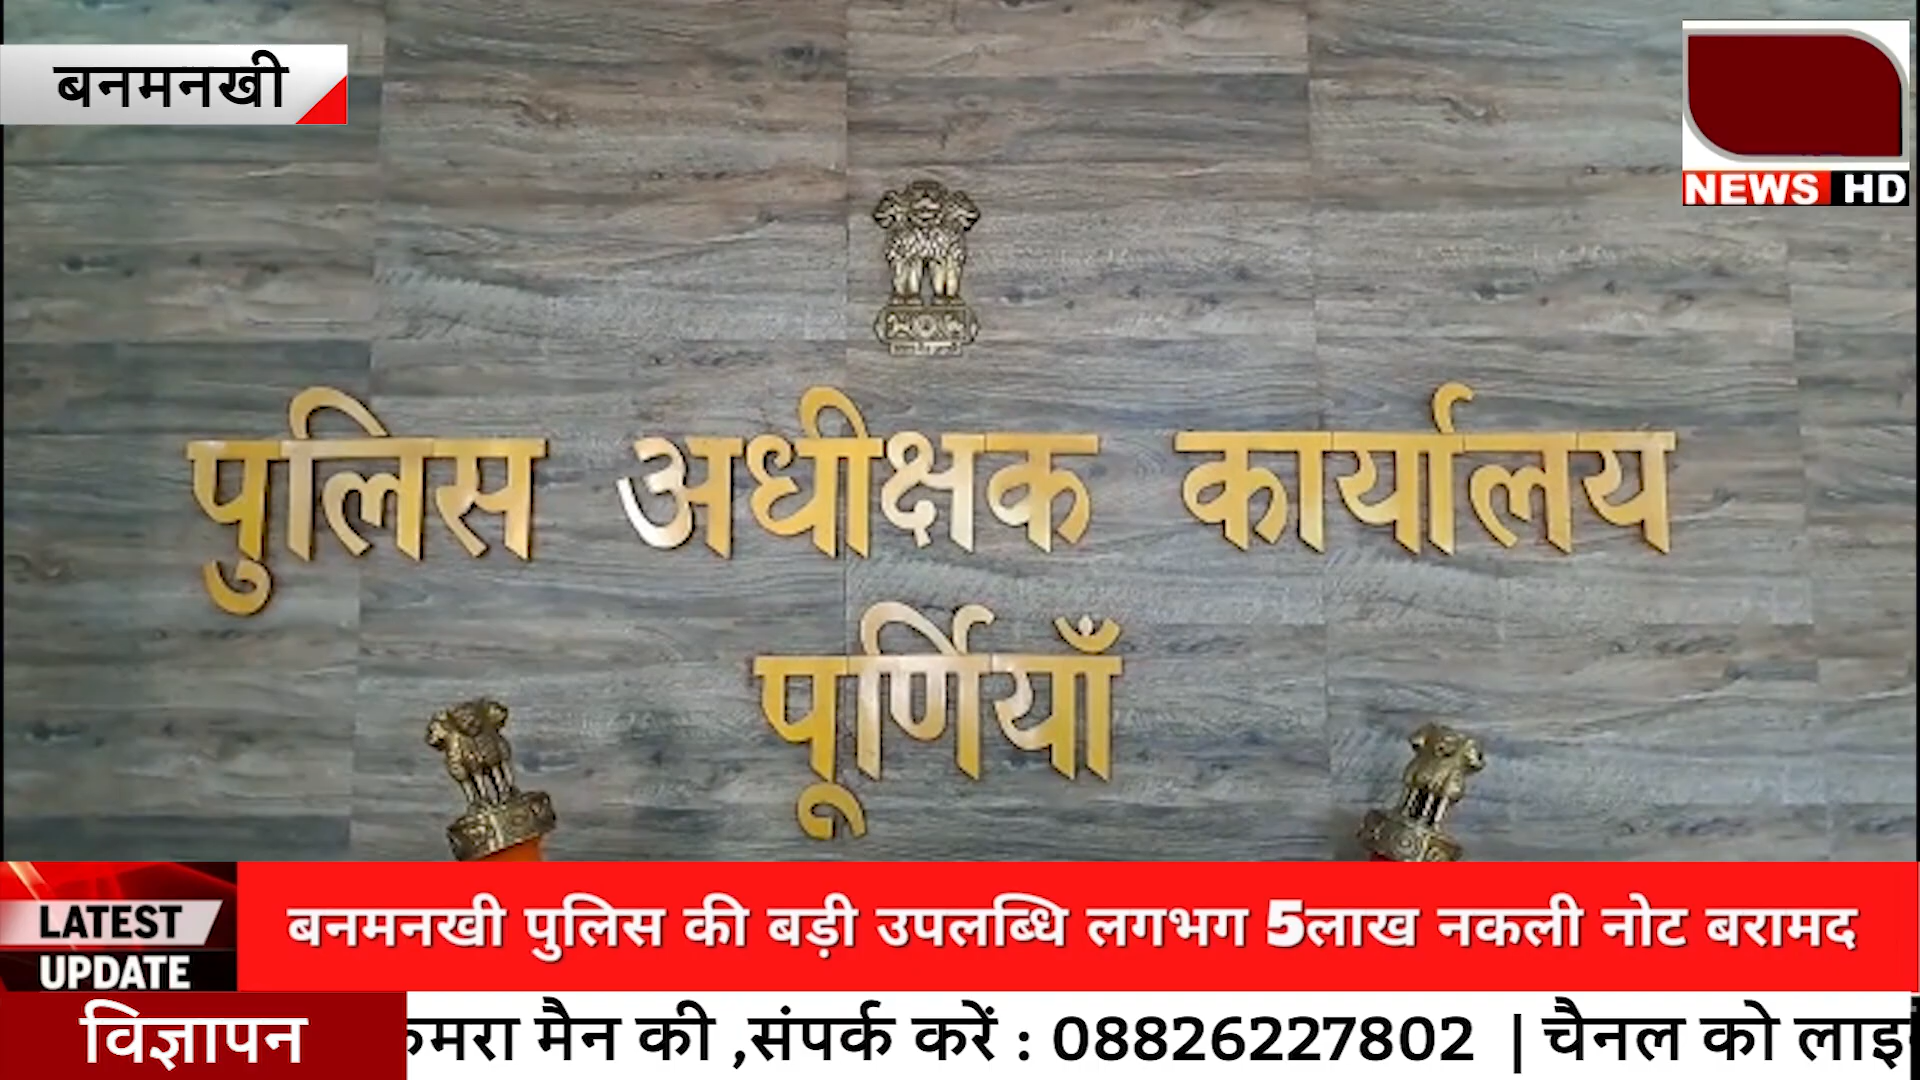 बनमनखी
NEWS HD
पुलिस अधीक्षक कार्यालय
पूर्णियाँ
LATEST
UPDATE
बनमनखी पुलिस की बड़ी उपलब्धि लगभग 5लाख नकली नोट बरामद
विज्ञापन
मैन की ,संपर्क करें : 08826227802 | चैनल को